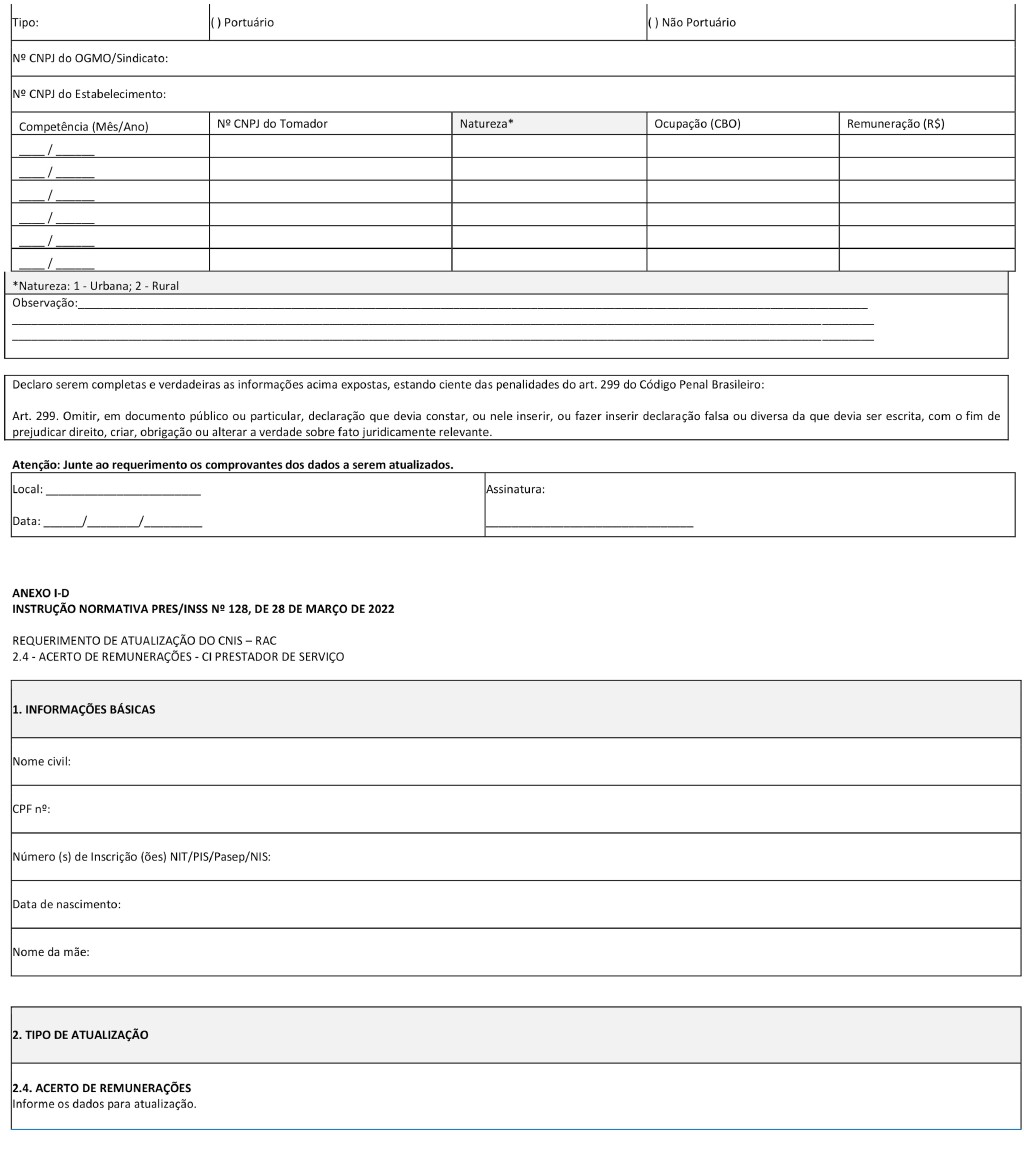 Tipo: ( ) Portuário ( ) Não Portuário
Nº CNPJ do OGMO/Sindicato:
Nº CNPJ do Estabelecimento:
Competência (Mês/Ano) Nº CNPJ do Tomador Natureza* Ocupação (CBO) Remuneração (R$)
____ / ______
____ / ______
____ / ______
____ / ______
____ / ______
____ / ______
*Natureza: 1 - Urbana; 2 - Rural
Observação:______________________________
______________________________
______________________________
Declaro serem completas e verdadeiras as informações acima expostas, estando ciente das penalidades do art. 299 do Código Penal Brasileiro:
Art. 299. Omitir, em documento público ou particular, declaração que devia constar, ou nele inserir, ou fazer inserir declaração falsa ou diversa da que devia ser escrita, com o fim de
prejudicar direito, criar, obrigação ou alterar a verdade sobre fato juridicamente relevante.
Atenção: Junte ao requerimento os comprovantes dos dados a serem atualizados.
Local: ________________________ Assinatura:
Data: ______/________/_________ ________________________________
ANEXO I-D
INSTRUÇÃO NORMATIVA PRES/INSS Nº 128, DE 28 DE MARÇO DE 2022
REQUERIMENTO DE ATUALIZAÇÃO DO CNIS – RAC
2.4 - ACERTO DE REMUNERAÇÕES - CI PRESTADOR DE SERVIÇO
1. INFORMAÇÕES BÁSICAS
Nome civil:
CPF nº:
Número (s) de Inscrição (ões) NIT/PIS/Pasep/NIS:
Data de nascimento:
Nome da mãe:
2. TIPO DE ATUALIZAÇÃO
2.4. ACERTO DE REMUNERAÇÕES
Informe os dados para atualização.